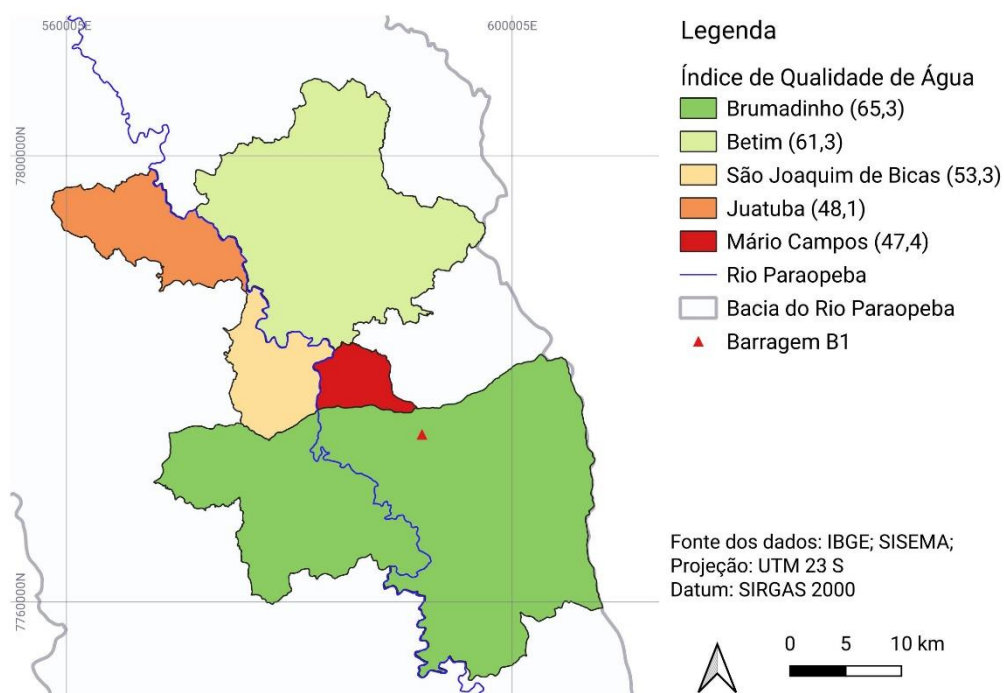 560005E
600005E
7800000N
7760000N
Legenda
Índice de Qualidade de Água
Brumadinho (65,3)
Betim (61,3)
São Joaquim de Bicas (53,3)
Juatuba (48,1)
Mário Campos (47,4)
Rio Paraopeba
Bacia do Rio Paraopeba
Barragem B1
Fonte dos dados: IBGE; SISEMA;
Projeção: UTM 23 S
Datum: SIRGAS 2000
0 5 10 km